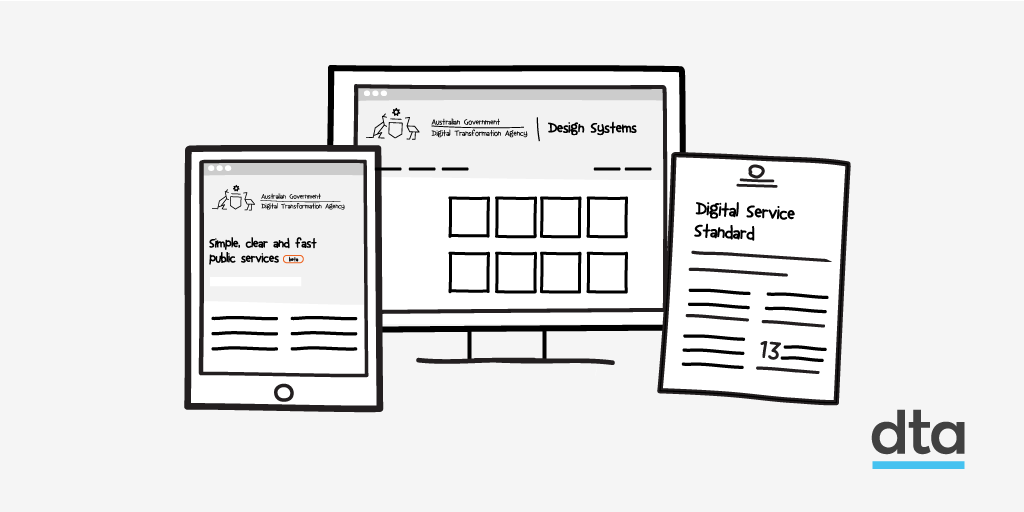 Australian Government
Digital Transformation Agency
Design Systems
Australian Government
Digital Transformation Agency
Simple, clear and fast
public services beta
Digital Service
Standard
13
dta